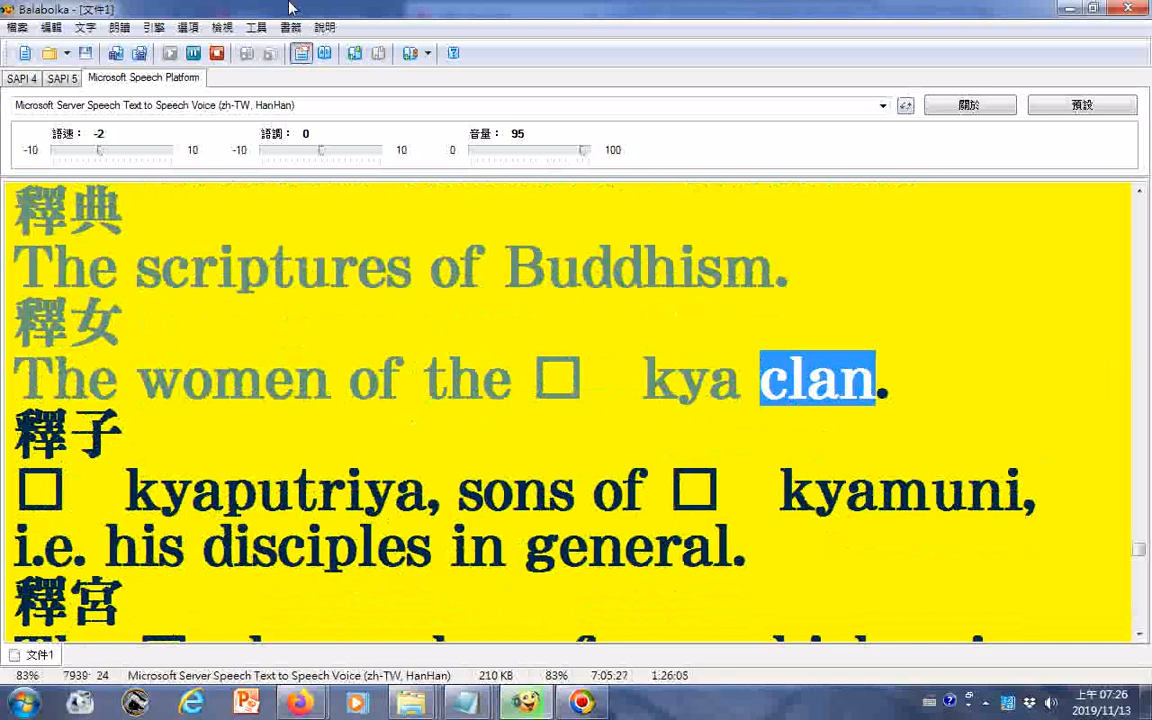 Balabolka - [文件1]
檔案 編輯 文字 朗讀 引擎 選項 檢視 工具 書籤 說明
SAPI 4 SAPI 5 Microsoft Speech Platform
Microsoft Server Speech Text to Speech Voice (zh-TW, HanHan)
關於 預設
語速： -2 語調： 0 音量： 95
-10 10 -10 10 0 100
釋典
The scriptures of Buddhism.
釋女
The women of the □ kya clan.
釋子
□ kyaputriya, sons of □ kyamuni,
i.e. his disciples in general.
釋宮
文件1
83% 7939: 24 Microsoft Server Speech Text to Speech Voice (zh-TW, HanHan) 210 KB 83% 7:05:27 1:26:05
上午 07:26
2019/11/13